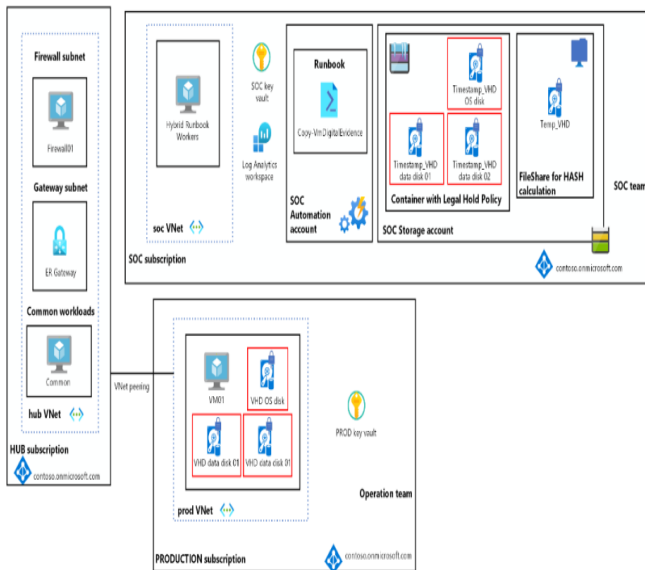 Firewall subnet
Firewall01
Gateway subnet
ER Gateway
Common workloads
Common
hub VNet
HUB subscription
contoso.onmicrosoft.com
VNet peering
Hybrid Runbook
Workers
soc VNet
SOC subscription
SOC key
vault
Log Analytics
workspace
Runbook
Copy-VmDigitalEvidence
SOC
Automation
account
Timestamp_VHD
OS disk
Timestamp_VHD
data disk 01
Timestamp_VHD
data disk 02
Container with Legal Hold Policy
SOC Storage account
Temp_VHD
FileShare for HASH
calculation
SOC team
contoso.onmicrosoft.com
VM01
VHD OS disk
VHD data disk 01
VHD data disk 01
prod VNet
PROD key vault
Operation team
PRODUCTION subscription
contoso.onmicrosoft.com